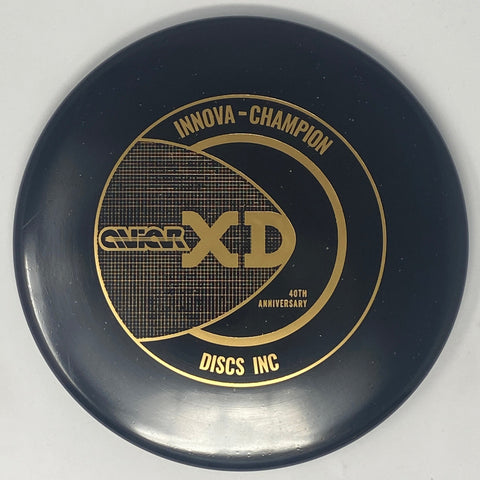 INNOVA-CHAMPION
AVIAR XD
40TH
ANNIVERSARY
DISCS INC